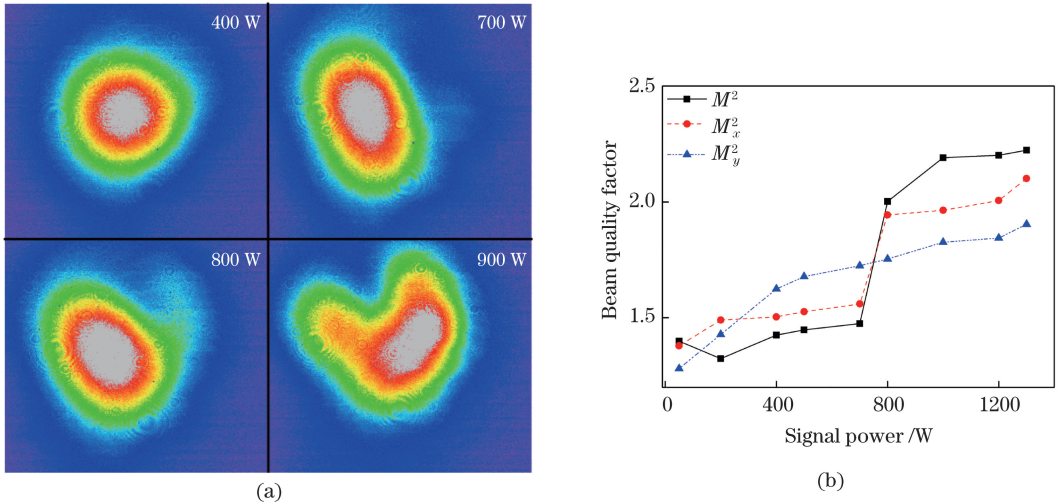 400 W
700 W
800 W
900 W
(a)
2.5
2.0
1.5
Beam quality factor
M²
M²ₓ
M²ᵧ
0
400
800
1200
Signal power /W
(b)